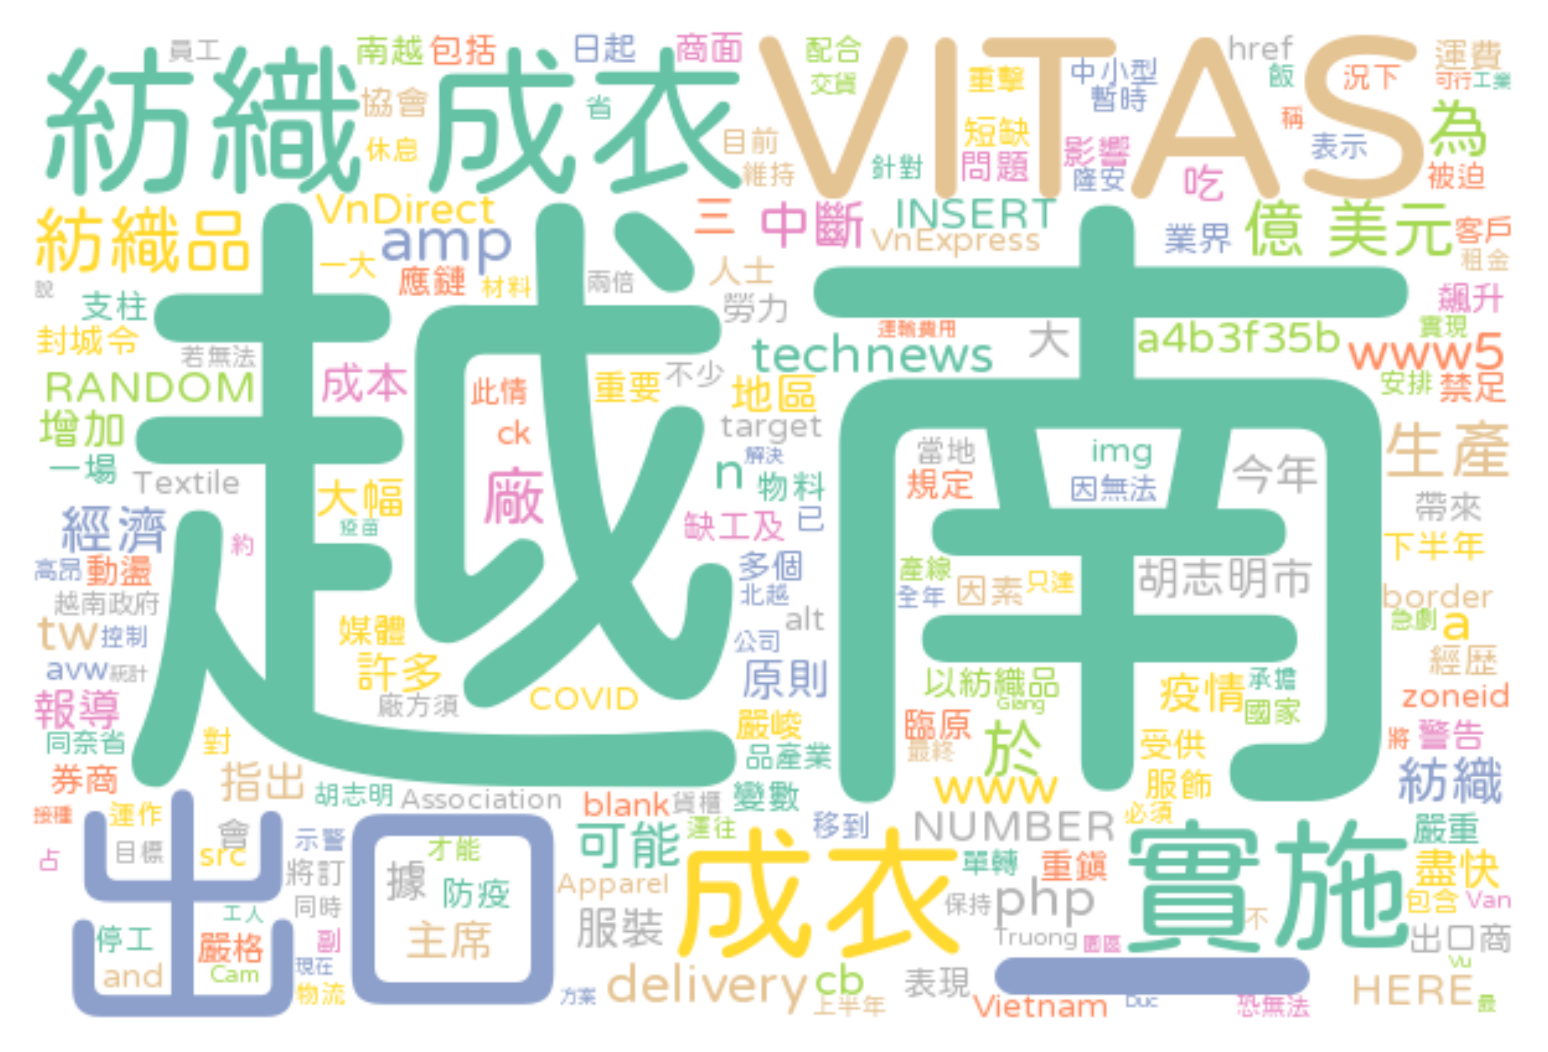 員工
南越
包括
日起
商面
VITAS
配合
href
運費
紡織 成衣
協會
省
交貨
重擊
中小型
暫時
飯
況下
可行
工業
休息
目前
維持
針對
短缺
問題
影響
隆安
稱
表示
為
吃
被迫
紡織品
VnDirect
amp
三
中斷
INSERT
VnExpress
業界
億 美元
客戶
租金
一大
應鏈
材料
兩倍
人士
勞力
說
支柱
飆升
封城令
若無法
運輸費用
大
a4b3f35b
實現
www5
technews
越南
RANDOM
成本
此情
重要
不少
地區
安排
禁足
增加
ck
target
一場
Textile
大幅
疫苗
廠
n
解決
物料
當地
規定
img
因無法
今年
生產
帶來
經濟
約
缺工及
已
高昂
動盪
多個
產線
因素
只達
胡志明市
下半年
越南政府
北越
全年
border
tw
控制
媒體
alt
急劇
a
avw
統計
許多
公司
原則
以紡織品
Giang
疫情
承擔
國家
經歷
zoneid
報導
廠方須
COVID
嚴峻
臨原
最終
於
同奈省
對
品產業
受供
將
警告
券商
指出
胡志明
Association
blank
貨櫃
變數
www
服飾
紡織
接種
運作
會
示警
可能
運往
移到
NUMBER
必須
嚴重
占
目標
src
將訂
出口
據
才能
防疫
Apparel
成衣
單轉
重鎮
實施
盡快
同時
保持
php
包含
Van
停工
工人
嚴格
副
主席
服裝
Truong
園區
不
出口商
and
Cam
現在
物流
方案
delivery
cb
上半年
表現
一
Vietnam
Duc
恐無法
Vu
HERE
最